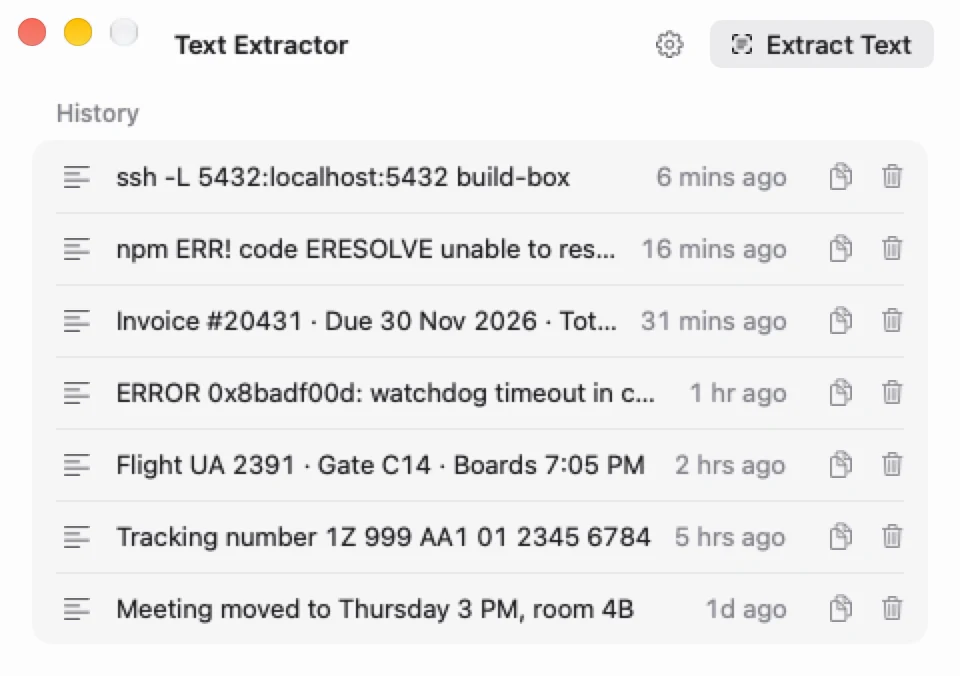 Text Extractor
Extract Text
History
ssh -L 5432:localhost:5432 build-box 6 mins ago
npm ERR! code ERESOLVE unable to res... 16 mins ago
Invoice #20431 · Due 30 Nov 2026 · Tot... 31 mins ago
ERROR 0x8badf00d: watchdog timeout in c... 1 hr ago
Flight UA 2391 · Gate C14 · Boards 7:05 PM 2 hrs ago
Tracking number 1Z 999 AA1 01 2345 6784 5 hrs ago
Meeting moved to Thursday 3 PM, room 4B 1d ago